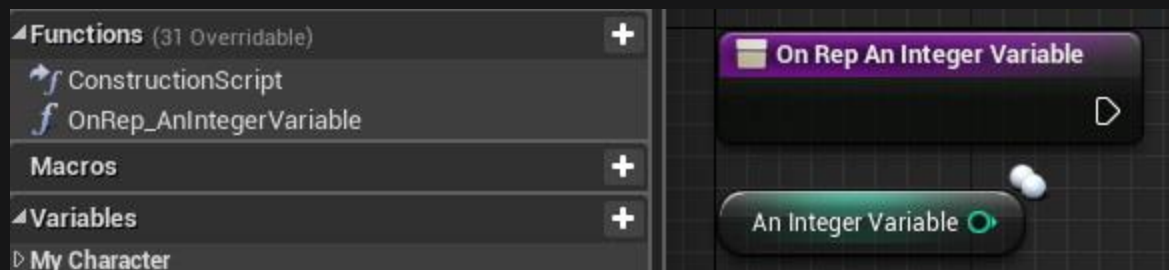 Functions (31 Overridable)
ConstructionScript
OnRep_AnIntegerVariable
Macros
Variables
My Character
On Rep An Integer Variable
An Integer Variable